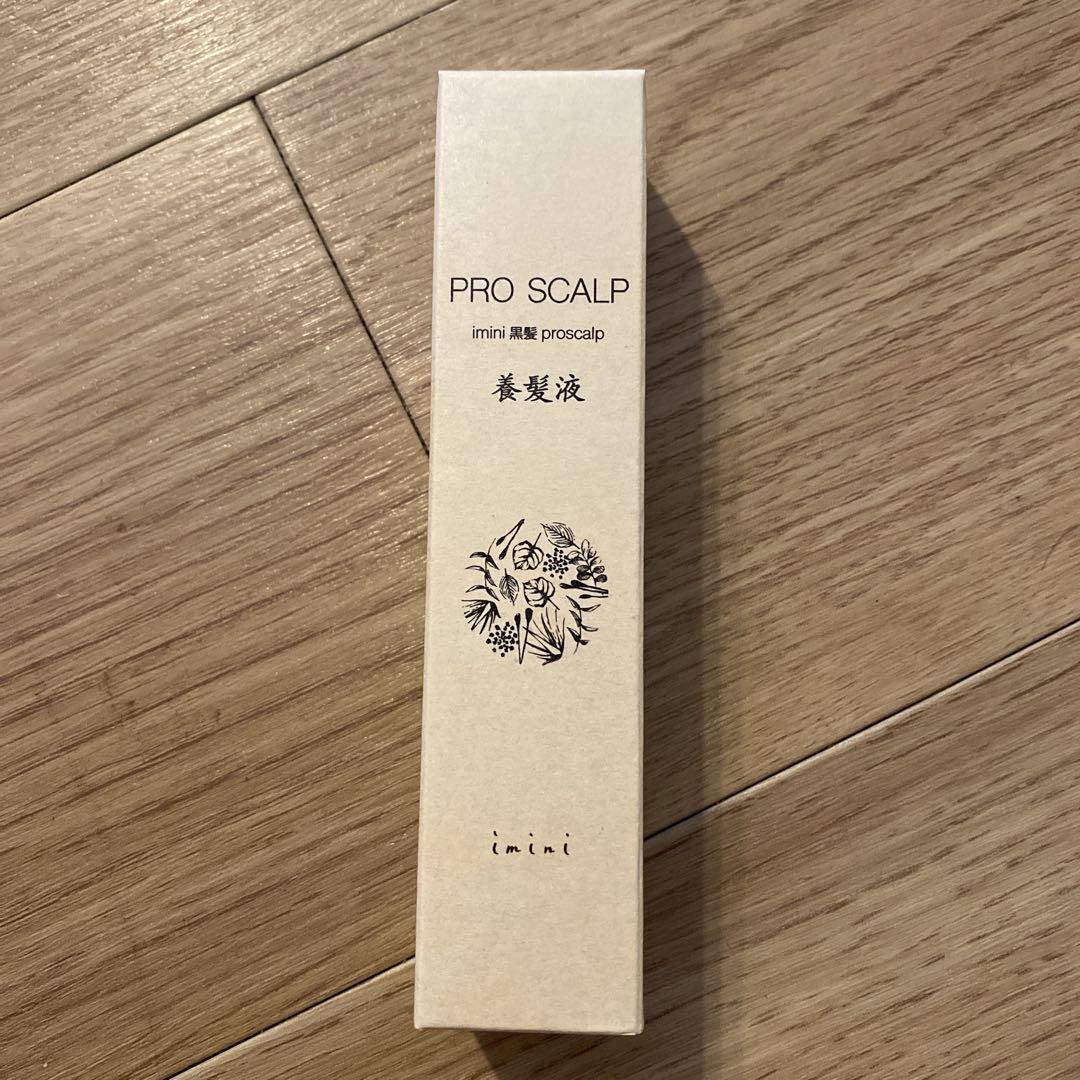 PRO SCALP
imini 黒髪 proscalp
養髪液
imini